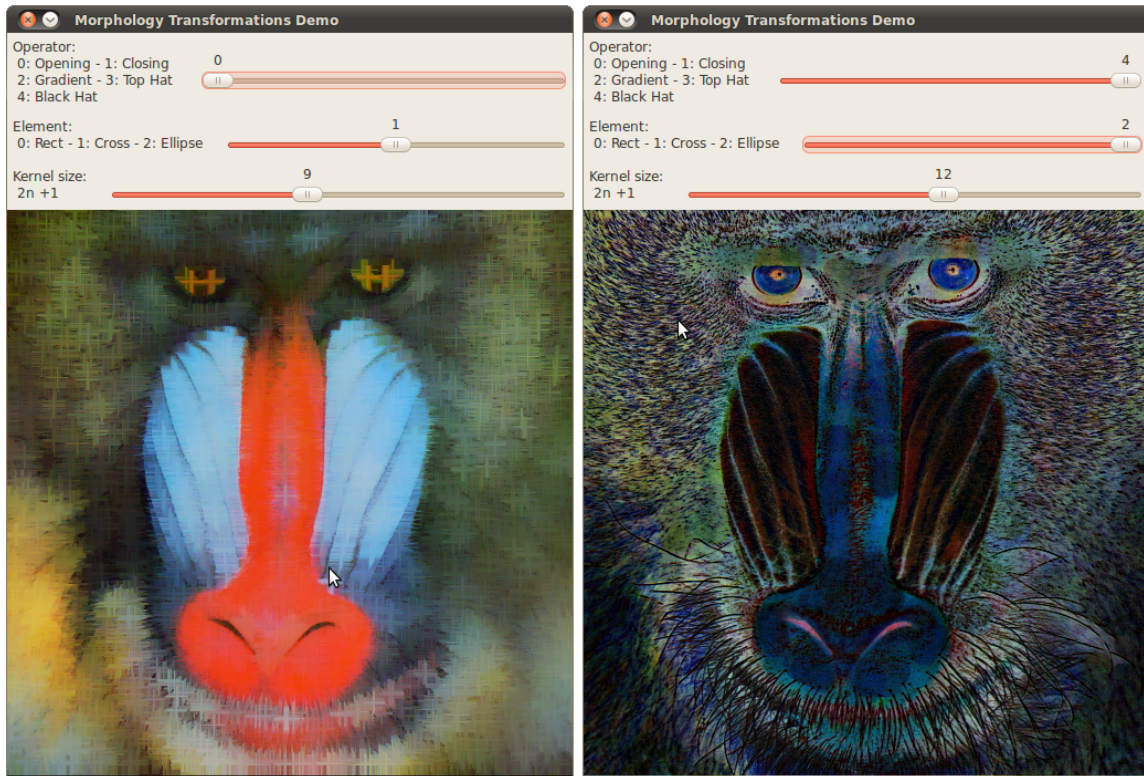 Morphology Transformations Demo
Operator:
0: Opening - 1: Closing
0
2: Gradient - 3: Top Hat
4: Black Hat
Element:
1
0: Rect - 1: Cross - 2: Ellipse
Kernel size:
9
2n +1
Morphology Transformations Demo
Operator:
0: Opening - 1: Closing
4
2: Gradient - 3: Top Hat
4: Black Hat
Element:
2
0: Rect - 1: Cross - 2: Ellipse
Kernel size:
12
2n +1